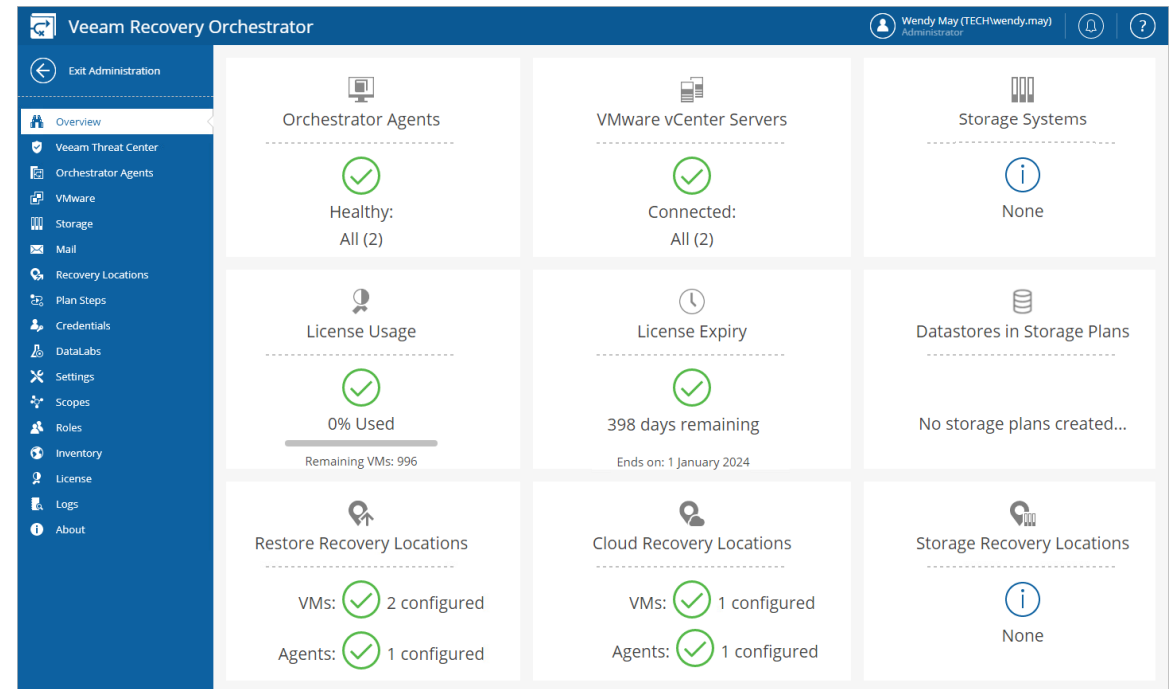 Veeam Recovery Orchestrator
Wendy May (TECH\wendy.may)
Administrator
?
Exit Administration
Overview
Veeam Threat Center
Orchestrator Agents
VMware
Storage
Mail
Recovery Locations
Plan Steps
Credentials
DataLabs
Settings
Scopes
Roles
Inventory
License
Logs
About
Orchestrator Agents
Healthy:
All (2)
VMware vCenter Servers
Connected:
All (2)
Storage Systems
None
License Usage
0% Used
Remaining VMs: 996
License Expiry
398 days remaining
Ends on: 1 January 2024
Datastores in Storage Plans
No storage plans created...
Restore Recovery Locations
VMs: 2 configured
Agents: 1 configured
Cloud Recovery Locations
VMs: 1 configured
Agents: 1 configured
Storage Recovery Locations
None